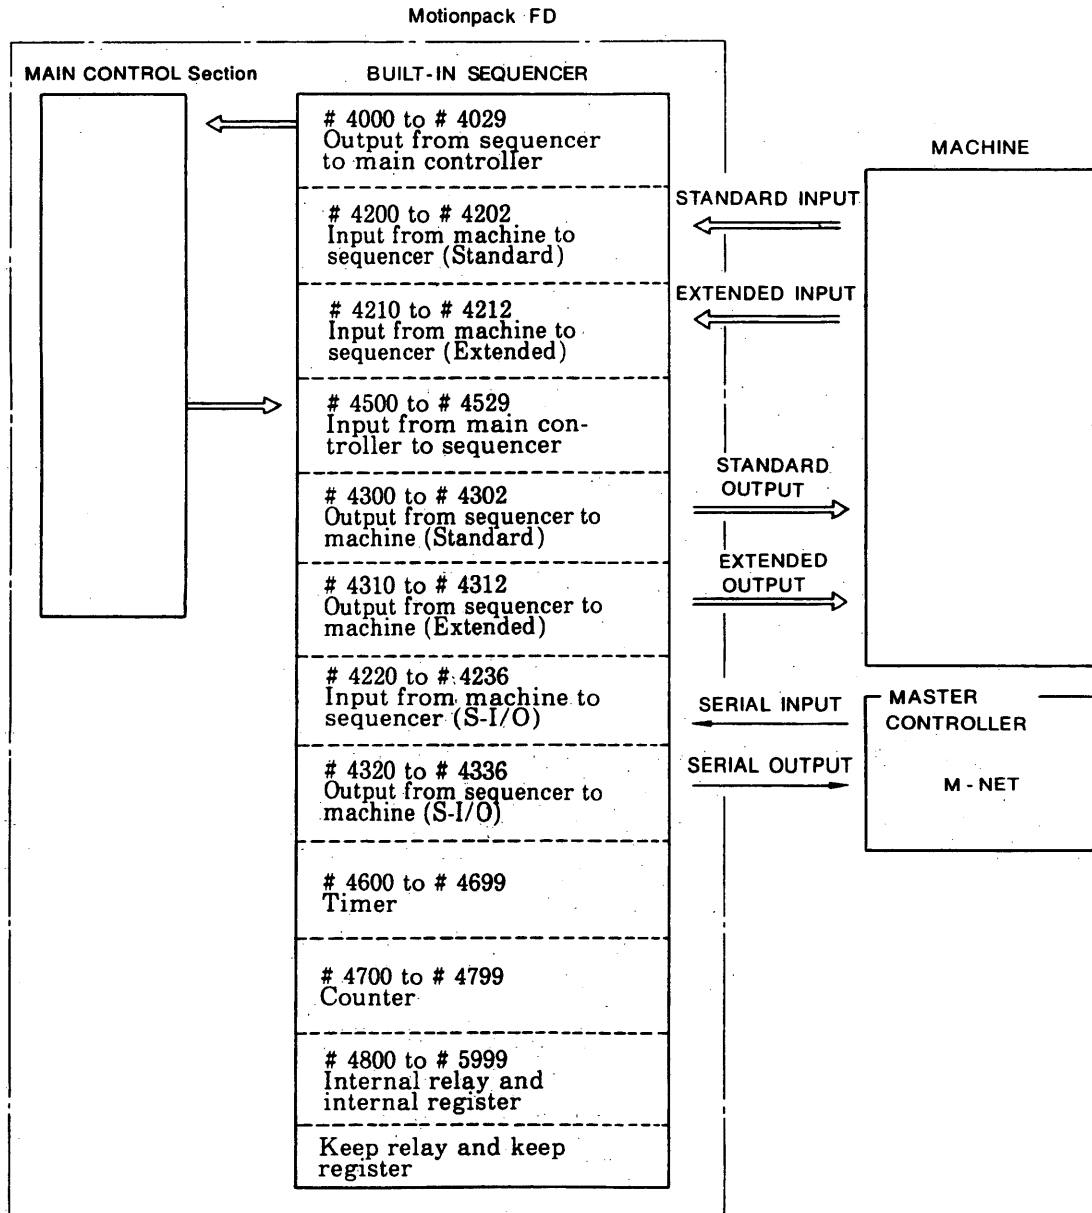 Motionpack FD
MAIN CONTROL Section
BUILT-IN SEQUENCER
# 4000 to # 4029
Output from sequencer
to main controller
# 4200 to # 4202
Input from machine to
sequencer (Standard)
# 4210 to # 4212
Input from machine to
sequencer (Extended)
# 4500 to # 4529
Input from main con-
troller to sequencer
# 4300 to # 4302
Output from sequencer to
machine (Standard)
# 4310 to # 4312
Output from sequencer to
machine (Extended)
# 4220 to # 4236
Input from machine to
sequencer (S-I/O)
# 4320 to # 4336
Output from sequencer to
machine (S-I/O)
# 4600 to # 4699
Timer
# 4700 to # 4799
Counter
# 4800 to # 5999
Internal relay and
internal register
Keep relay and keep
register
STANDARD INPUT
EXTENDED INPUT
STANDARD
OUTPUT
EXTENDED
OUTPUT
SERIAL INPUT
SERIAL OUTPUT
MACHINE
MASTER
CONTROLLER
M-NET